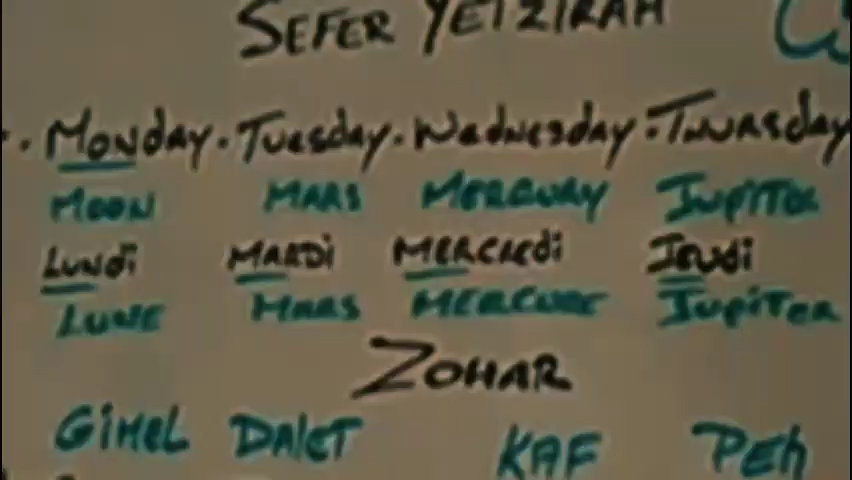 SEFER YETZIRAH
Monday. Tuesday. Wednesday. Thursday
MOON MARS MERCURY JUPITER
LUNDi MARDi MERCREDi JEUDi
LUNE MARS MERCURE JUPITER
ZOHAR
GIMEL DALET KAF PEH